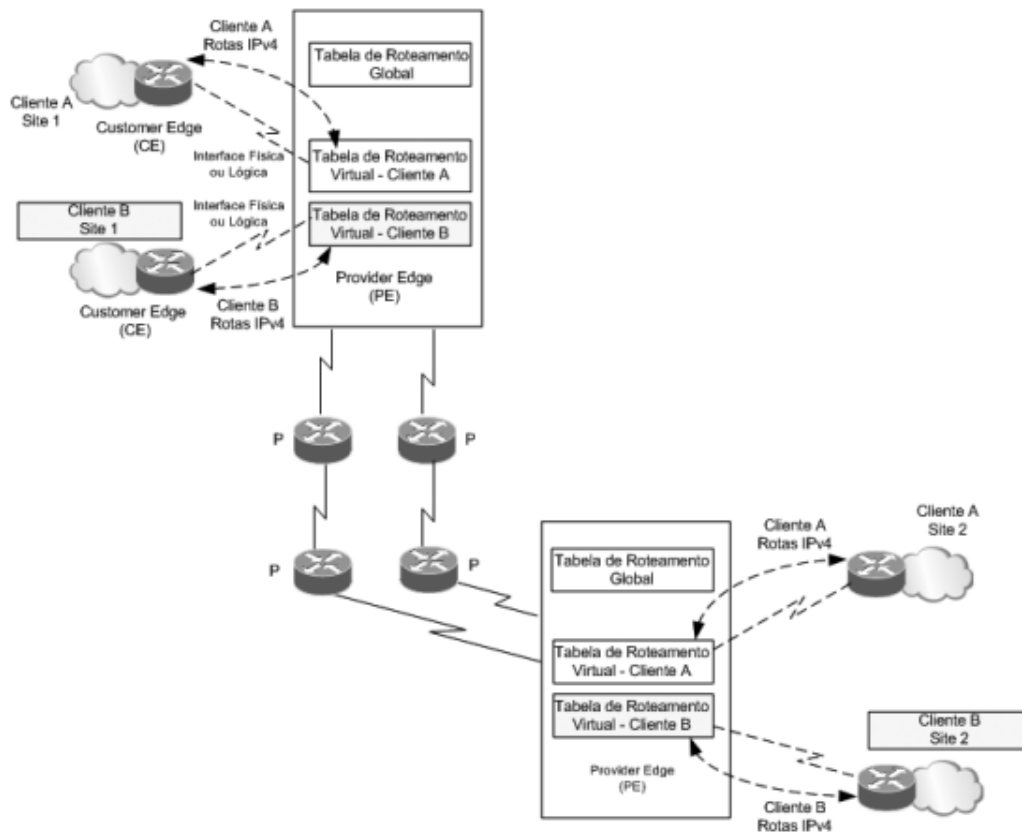 Cliente A
Rotas IPv4
Tabela de Roteamento
Global
Cliente A
Site 1
Customer Edge
(CE)
Interface Física
ou Lógica
Tabela de Roteamento
Virtual - Cliente A
Cliente B
Site 1
Interface Física
ou Lógica
Tabela de Roteamento
Virtual - Cliente B
Customer Edge
(CE)
Cliente B
Rotas IPv4
Provider Edge
(PE)
P
P
P
P
Tabela de Roteamento
Global
Cliente A
Rotas IPv4
Cliente A
Site 2
Tabela de Roteamento
Virtual - Cliente A
Tabela de Roteamento
Virtual - Cliente B
Cliente B
Site 2
Provider Edge
(PE)
Cliente B
Rotas IPv4